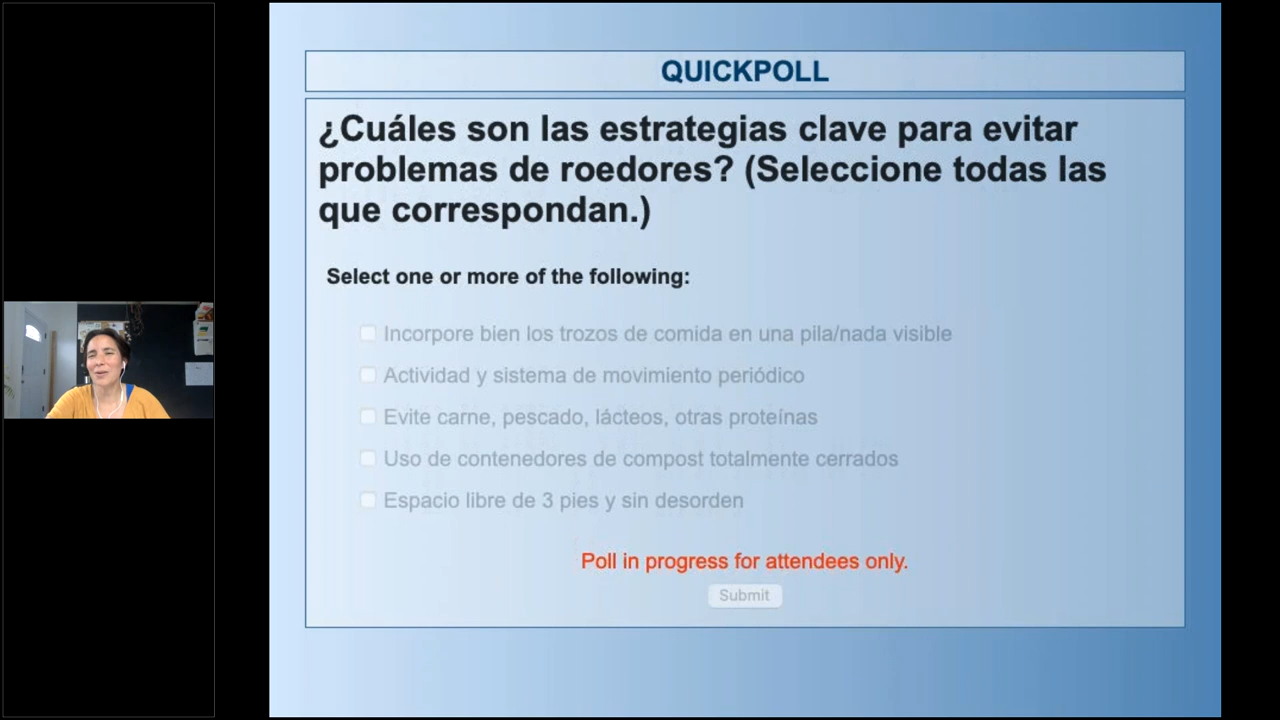 QUICKPOLL
¿Cuáles son las estrategias clave para evitar
problemas de roedores? (Seleccione todas las
que correspondan.)
Select one or more of the following:
Incorpore bien los trozos de comida en una pila/nada visible
Actividad y sistema de movimiento periódico
Evite carne, pescado, lácteos, otras proteínas
Uso de contenedores de compost totalmente cerrados
Espacio libre de 3 pies y sin desorden
Poll in progress for attendees only.
Submit